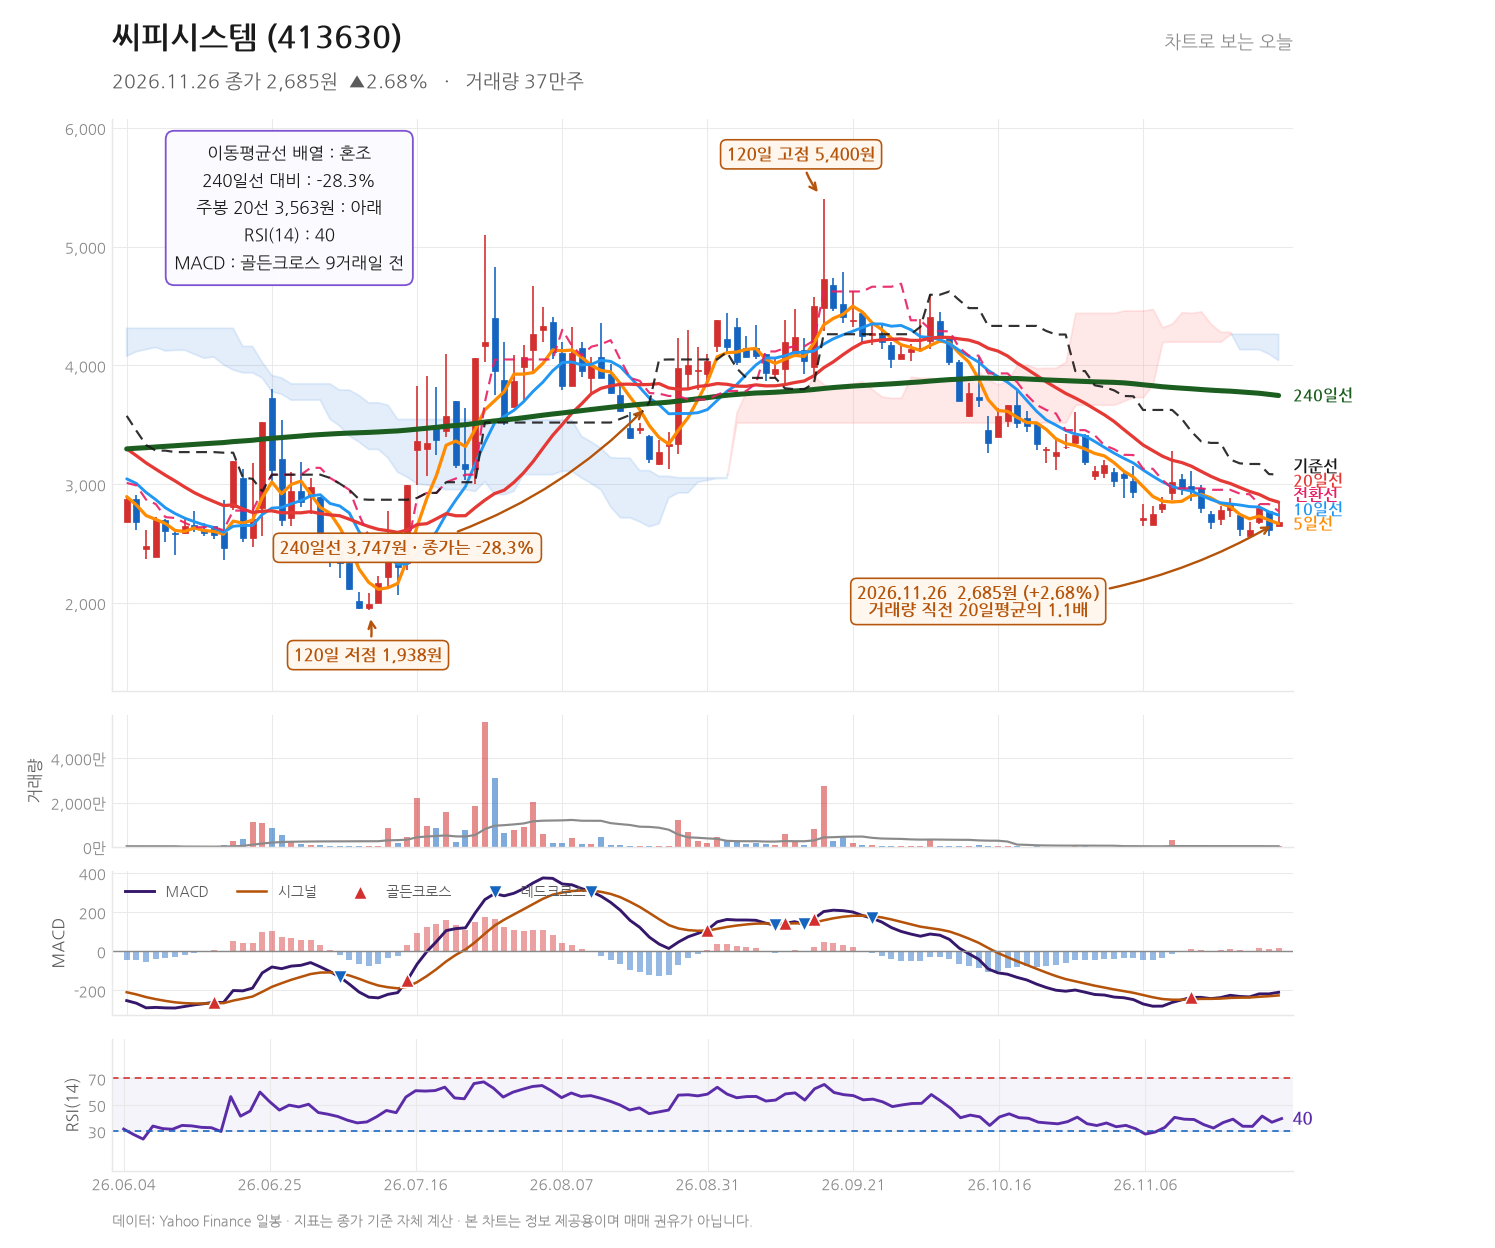 씨피시스템 (413630)
차트로 보는 오늘
2026.11.26 종가 2,685원 ▲2.68% · 거래량 37만주
6,000
5,000
4,000
3,000
2,000
이동평균선 배열 : 혼조
240일선 대비 : -28.3%
주봉 20선 3,563원 : 아래
RSI(14) : 40
MACD : 골든크로스 9거래일 전
120일 고점 5,400원
240일선
기준선
20일선
전환선
10일선
5일선
240일선 3,747원 · 종가는 -28.3%
2026.11.26 2,685원 (+2.68%)
거래량 직전 20일평균의 1.1배
120일 저점 1,938원
거래량
4,000만
2,000만
0만
MACD
400
200
0
-200
MACD
시그널
골든크로스
데드크로스
RSI(14)
70
50
30
40
26.06.04
26.06.25
26.07.16
26.08.07
26.08.31
26.09.21
26.10.16
26.11.06
데이터: Yahoo Finance 일봉 · 지표는 종가 기준 자체 계산 · 본 차트는 정보 제공용이며 매매 권유가 아닙니다.